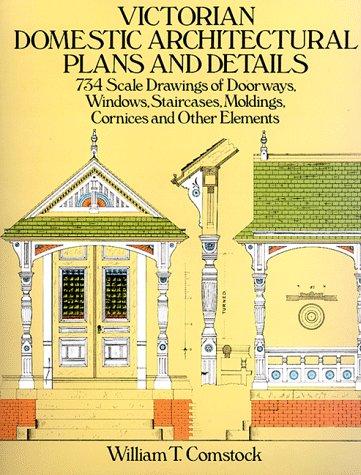 VICTORIAN
DOMESTIC ARCHITECTURAL
PLANS AND DETAILS
734 Scale Drawings of Doorways,
Windows, Staircases, Moldings,
Cornices and Other Elements
TURNED.
William T. Comstock